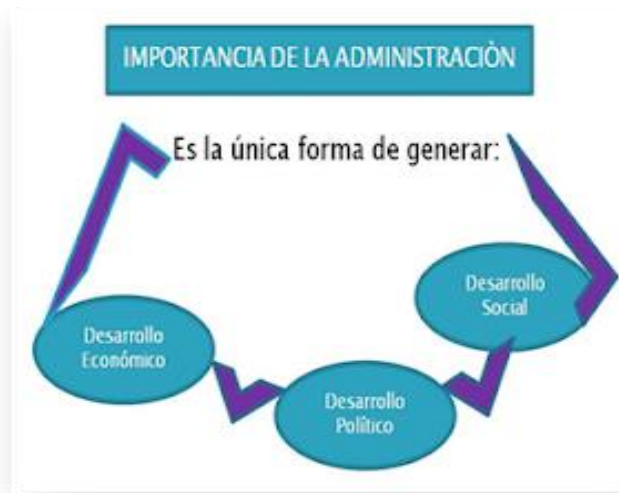 IMPORTANCIA DE LA ADMINISTRACIÒN
Es la única forma de generar:
Desarrollo
Económico
Desarrollo
Político
Desarrollo
Social